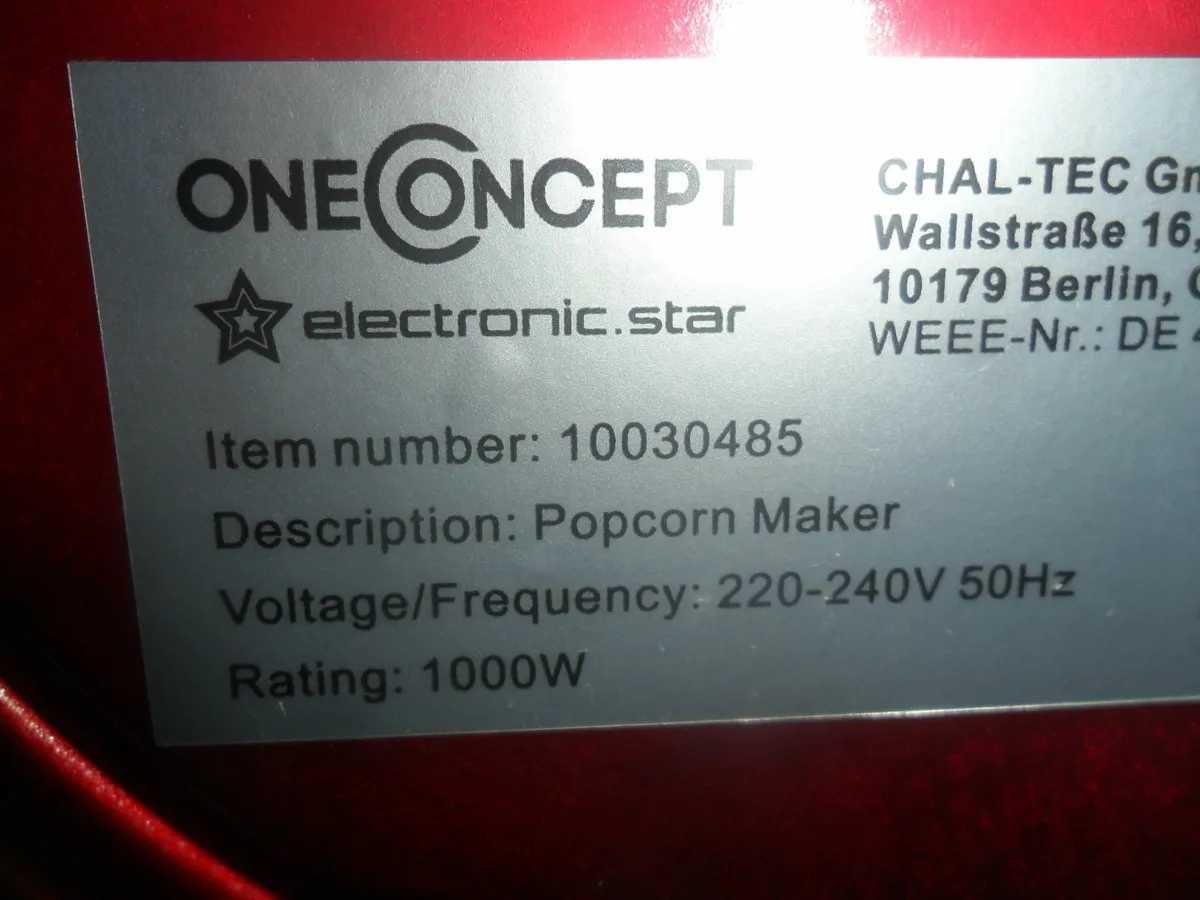 ONECONCEPT
electronic.star
CHAL-TEC
Wallstraße 16,
10179 Berlin,
WEEE-Nr.: DE
Item number: 10030485
Description: Popcorn Maker
Voltage/Frequency: 220-240V 50Hz
Rating: 1000W